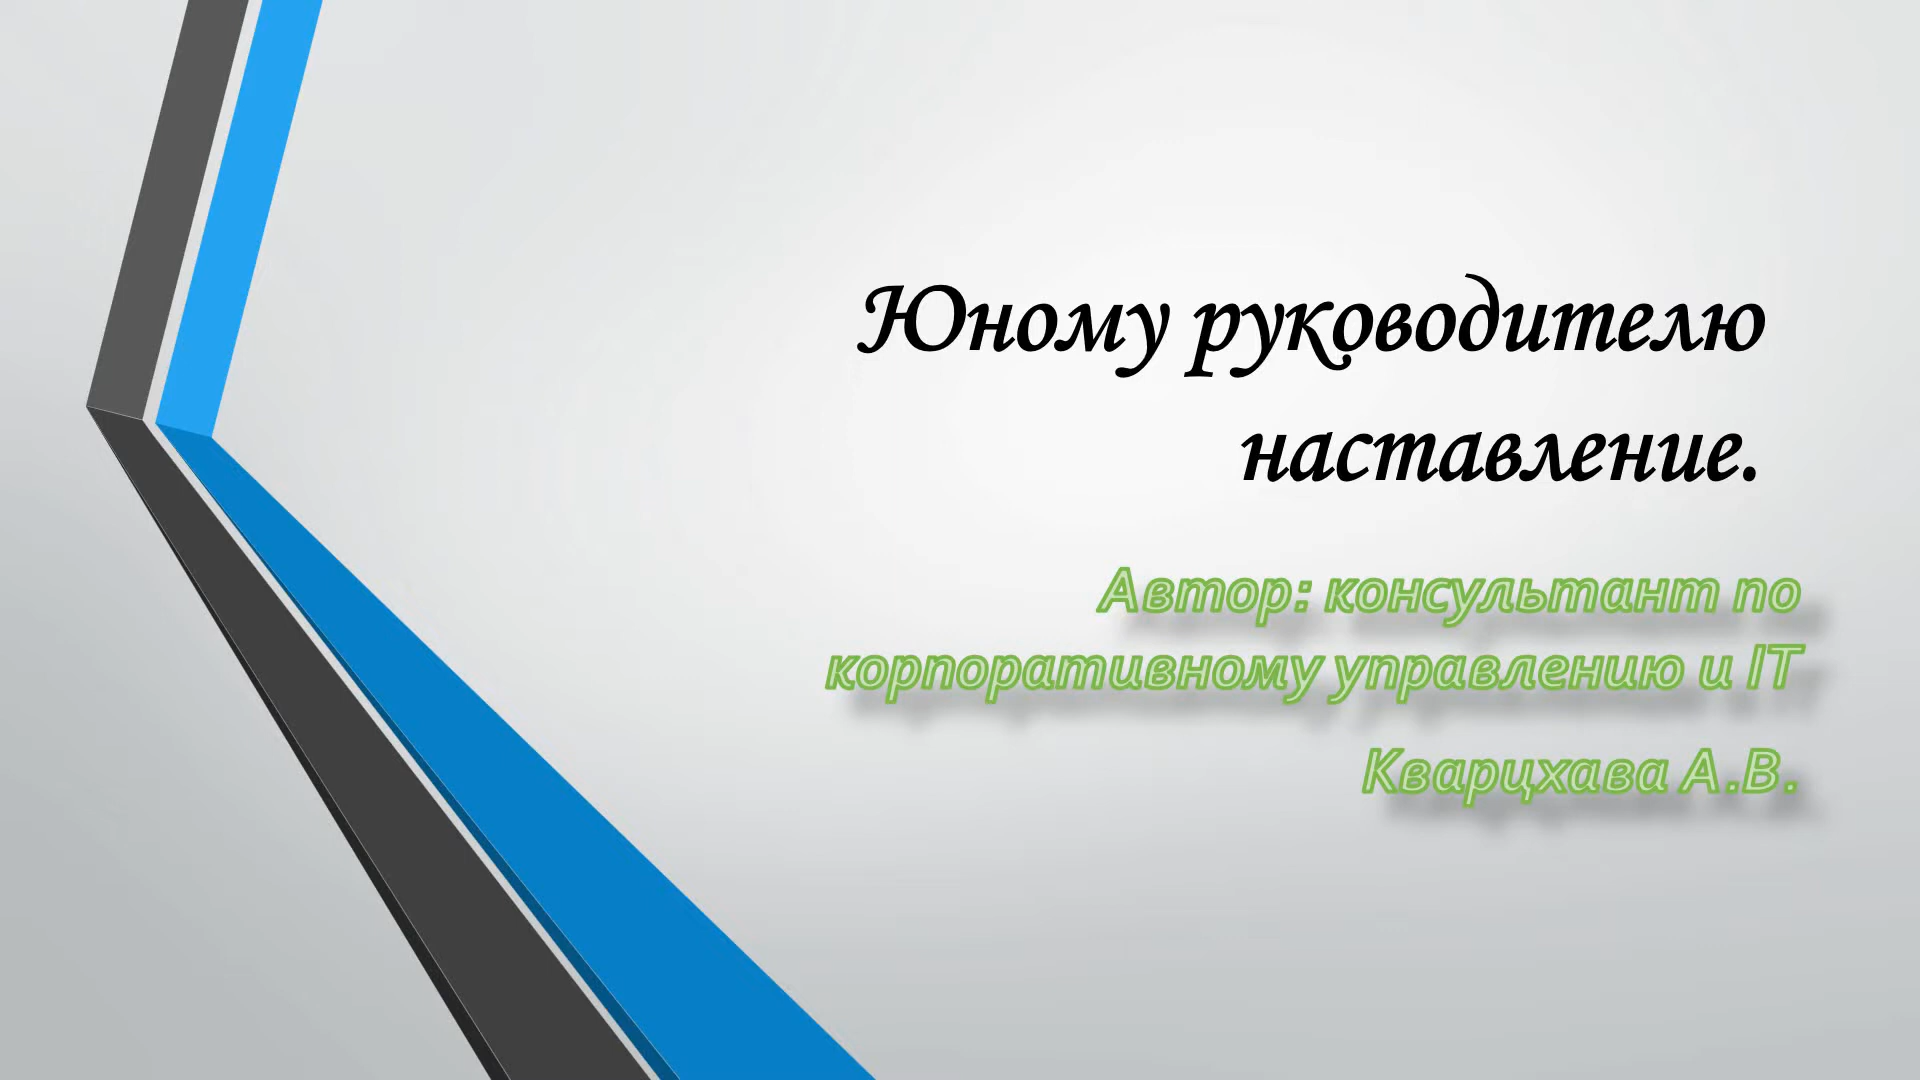 Юному руководителю
наставление.
Автор: консультант по
корпоративному управлению и IT
Кварцхава А.В.